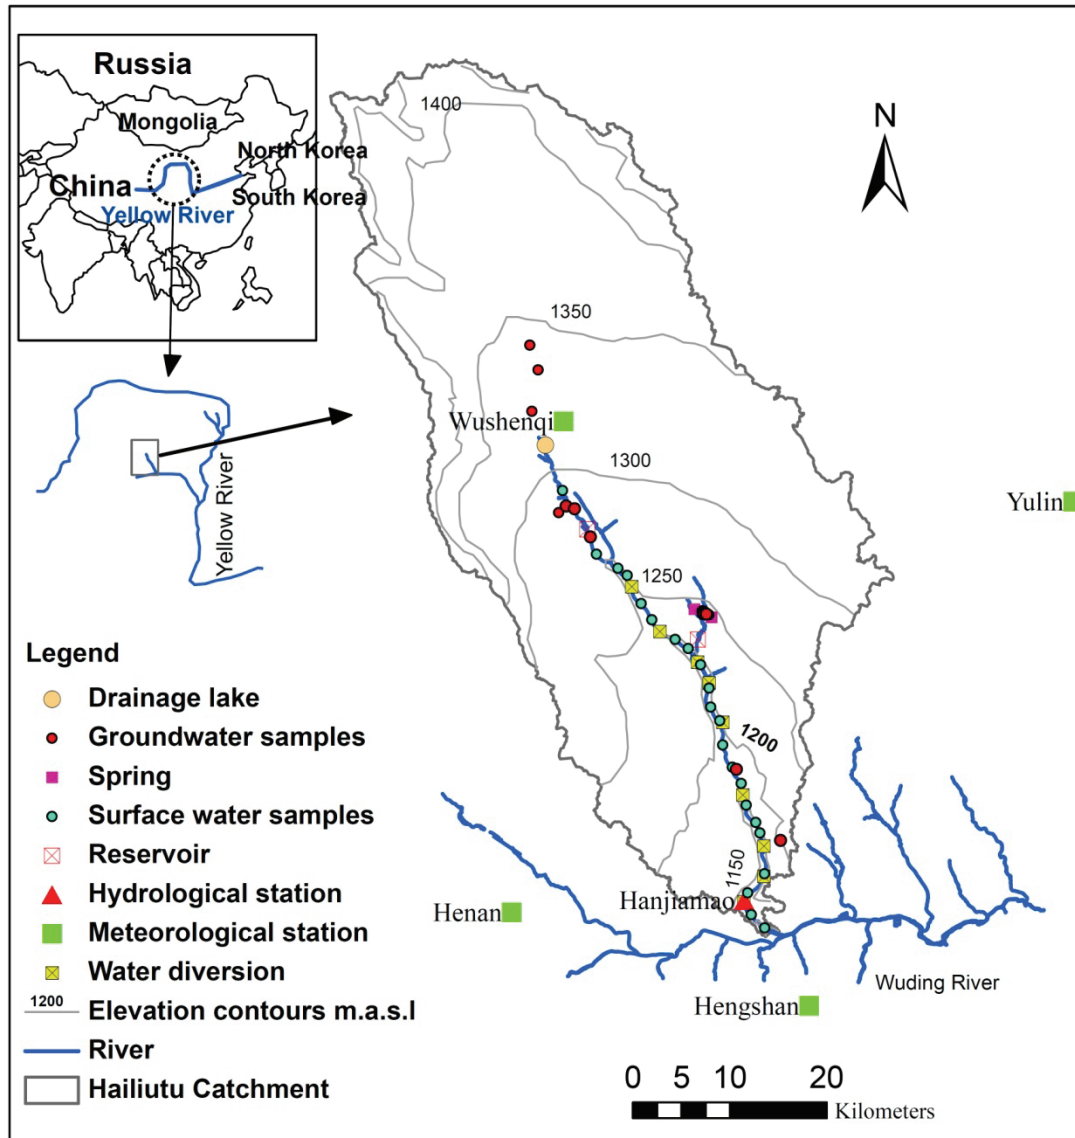 Russia
Mongolia
North Korea
China
South Korea
Yellow River
Yellow River
N
1400
1350
Wushenqi
1300
Yulin
1250
1200
1150
Hanjiamao
Henan
Wuding River
Hengshan
Legend
Drainage lake
Groundwater samples
Spring
Surface water samples
Reservoir
Hydrological station
Meteorological station
Water diversion
1200 Elevation contours m.a.s.l
River
Hailiutu Catchment
0 5 10 20
Kilometers